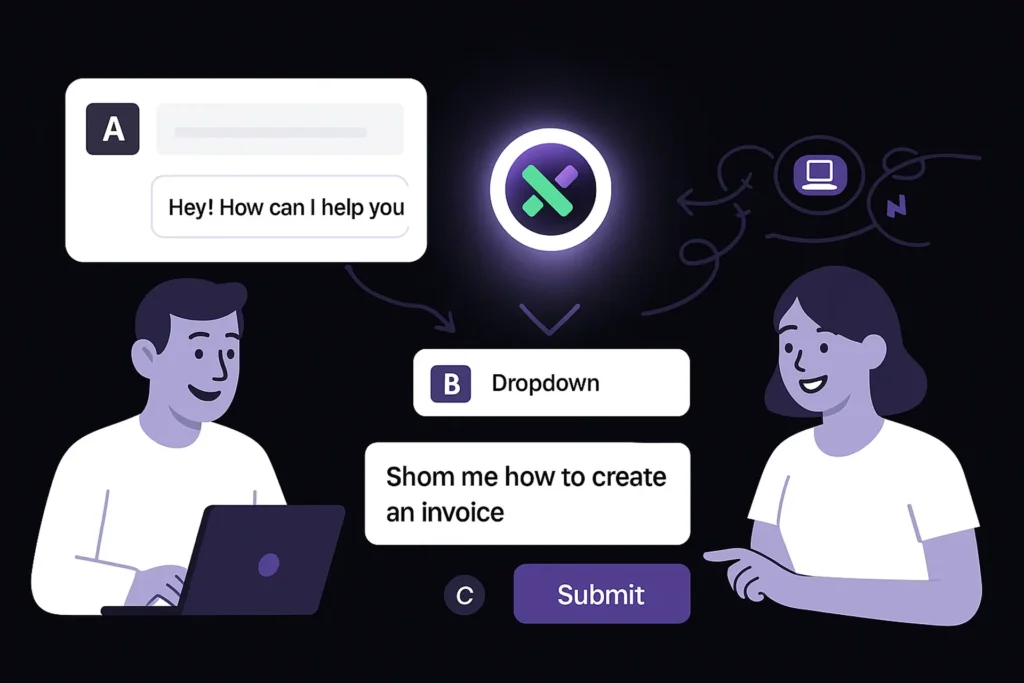 A
Hey! How can I help you
N
B Dropdown
Shom me how to create
an invoice
C Submit